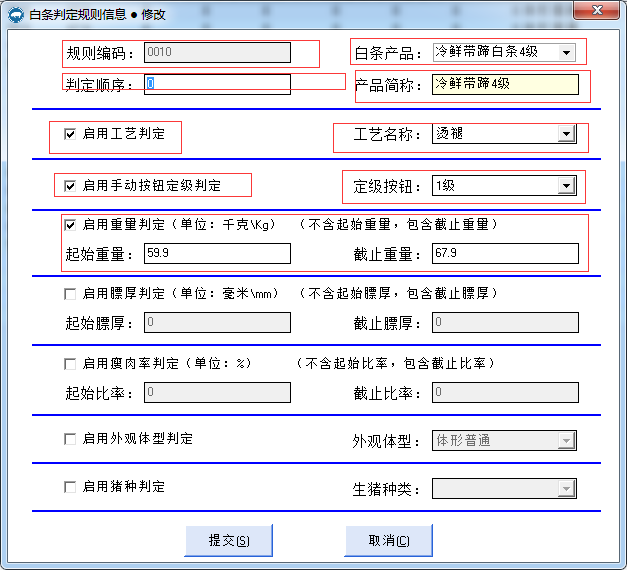 白条判定规则信息 ● 修改
规则编码： 0010 白条产品： 冷鲜带蹄白条4级
判定顺序： 0 产品简称： 冷鲜带蹄4级
启用工艺判定 工艺名称： 烫褪
启用手动按钮定级判定 定级按钮： 1级
启用重量判定（单位：千克\Kg） （不含起始重量，包含截止重量）
起始重量： 59.9 截止重量： 67.9
启用膘厚判定（单位：毫米\mm） （不含起始膘厚，包含截止膘厚）
起始膘厚： 0 截止膘厚： 0
启用瘦肉率判定（单位：%） （不含起始比率，包含截止比率）
起始比率： 0 截止比率： 0
启用外观体型判定 外观体型： 体形普通
启用猪种判定 生猪种类：
提交(S) 取消(C)